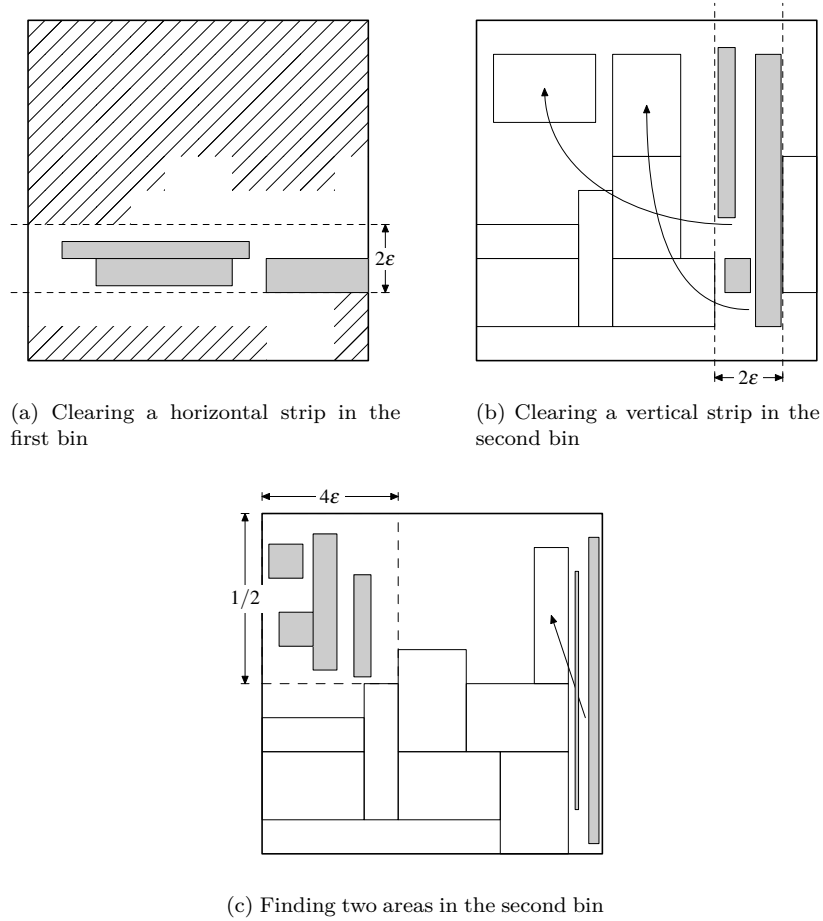 2ε
2ε
(a) Clearing a horizontal strip in the
first bin
(b) Clearing a vertical strip in the
second bin
4ε
1/2
(c) Finding two areas in the second bin